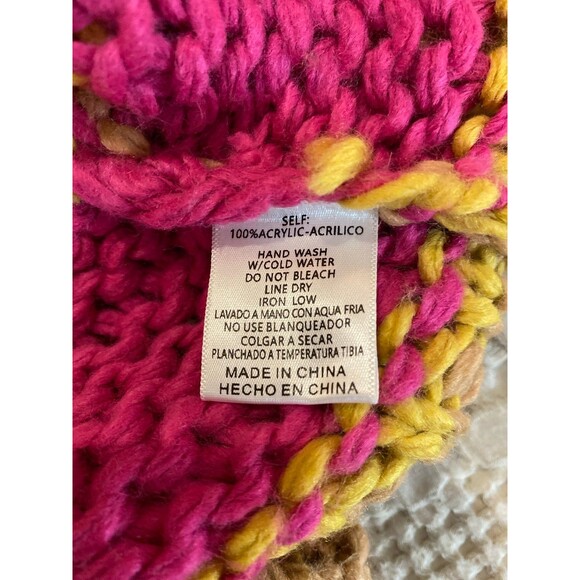 SELF:
100%ACRYLIC-ACRILICO
HAND WASH
W/COLD WATER
DO NOT BLEACH
LINE DRY
IRON LOW
LAVADO A MANO CON AQUA FRIA
NO USE BLANQUEADOR
COLGAR A SECAR
PLANCHADO A TEMPERATURA TIBIA
MADE IN CHINA
HECHO EN CHINA